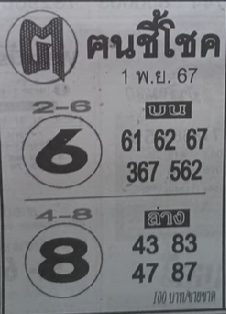 ฅ ฅนชี้โชค
1 พ.ย. 67
2-6 บน
6 61 62 67
367 562
4-8 ล่าง
8 43 83
47 87
100 บาท/ขายขาด